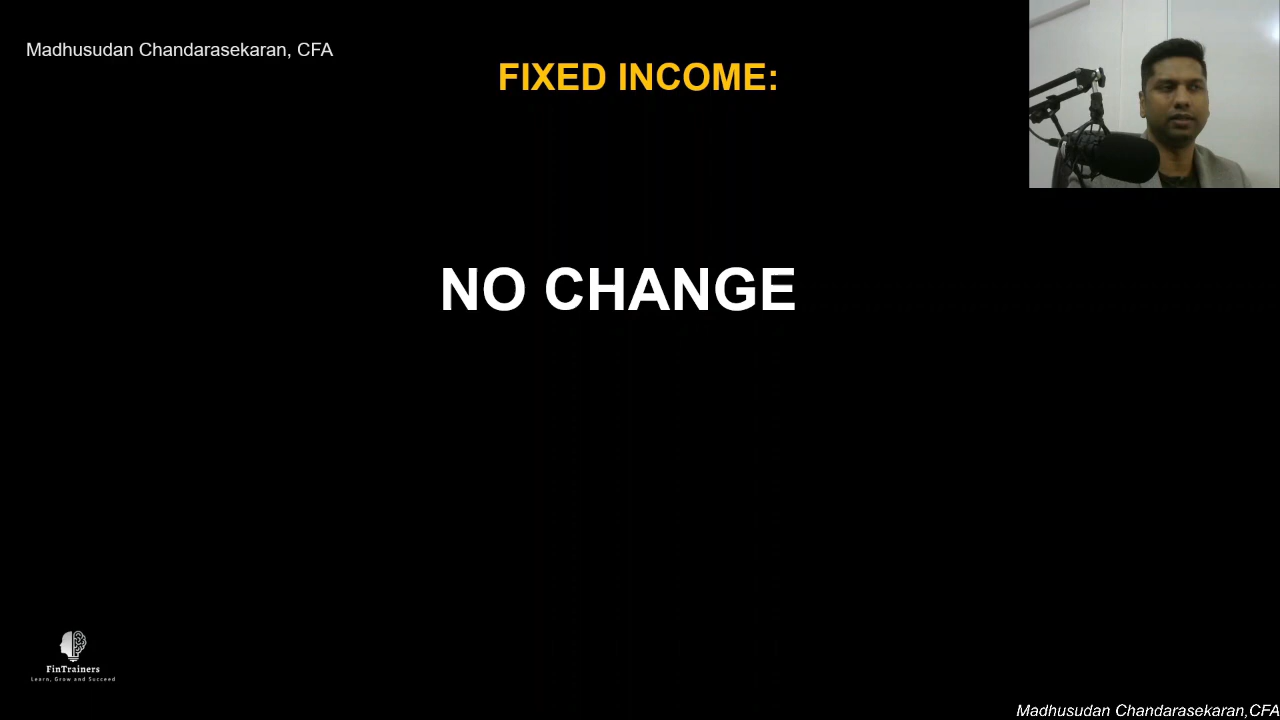 Madhusudan Chandarasekaran, CFA
FIXED INCOME:
NO CHANGE
FinTrainers
Learn, Grow and Succeed
Madhusudan Chandarasekaran,CFA